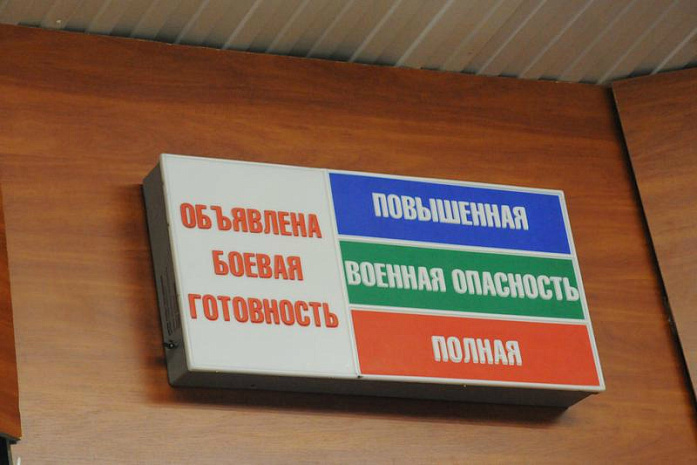 ОБЪЯВЛЕНА
БОЕВАЯ
ГОТОВНОСТЬ
ПОВЫШЕННАЯ
ВОЕННАЯ ОПАСНОСТЬ
ПОЛНАЯ